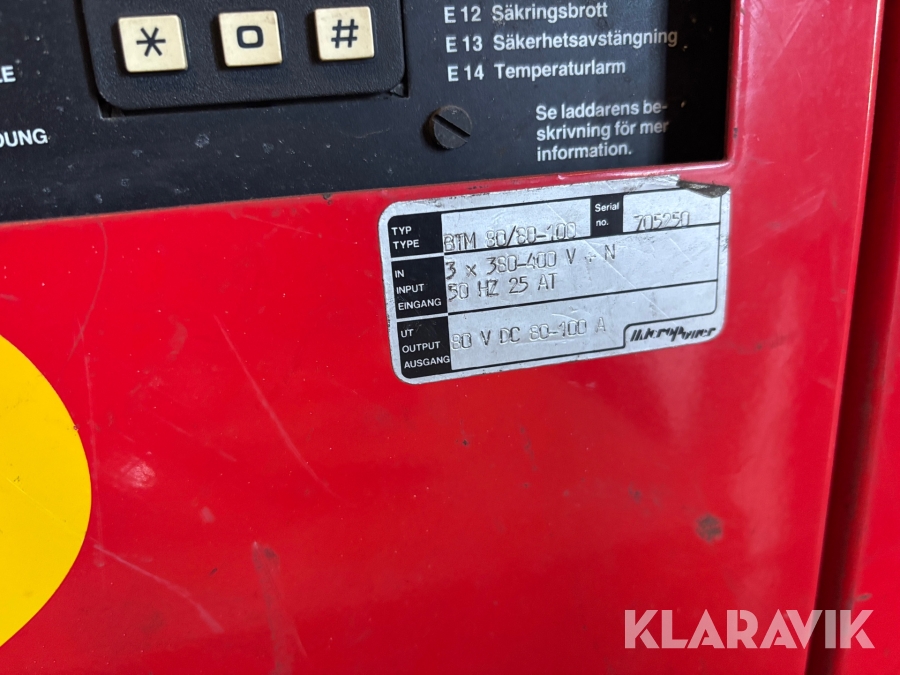 * 0 #
E 12 Säkringsbrott
E 13 Säkerhetsavstängning
E 14 Temperaturlarm
LE
DUNG
Se laddarens be-
skrivning för mer
information.
TYP
TYPE
BTM 80/80-100
Serial
no.
705250
IN
INPUT
EINGANG
3 x 380-400 V - N
50 HZ 25 AT
UT
OUTPUT
AUSGANG
80 V DC 80-100 A
MicroPower
KLARAVIK